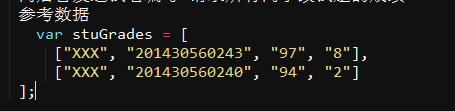 参考数据
var stuGrades = [
["XXX", "201430560243", "97", "8"],
["XXX", "201430560240", "94", "2"]
];